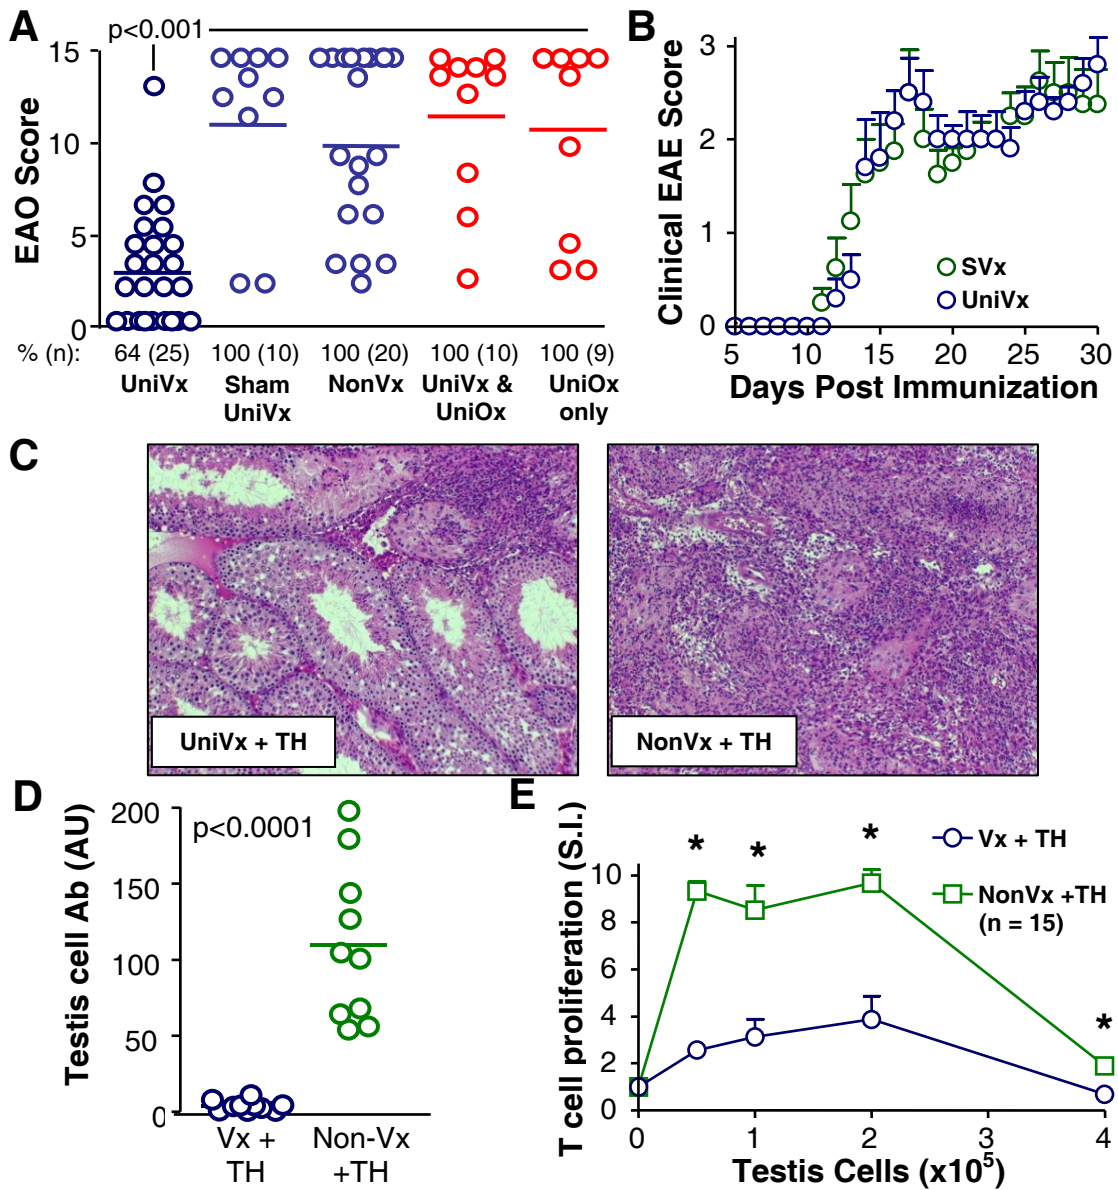 A
p<0.001
EAO Score
15
10
5
0
% (n):
64 (25)
100 (10)
100 (20)
100 (10)
100 (9)
UniVx
Sham
UniVx
NonVx
UniVx &
UniOx
UniOx
only
B
Clinical EAE Score
3
2
1
0
SVx
UniVx
5
10
15
20
25
30
Days Post Immunization
C
UniVx + TH
NonVx + TH
D
Testis cell Ab (AU)
200
150
100
50
0
p<0.0001
Vx +
TH
Non-Vx
+TH
E
T cell proliferation (S.I.)
10
8
6
4
2
0
*
*
*
*
Vx + TH
NonVx +TH
(n = 15)
0
1
2
3
4
Testis Cells (x10⁵)